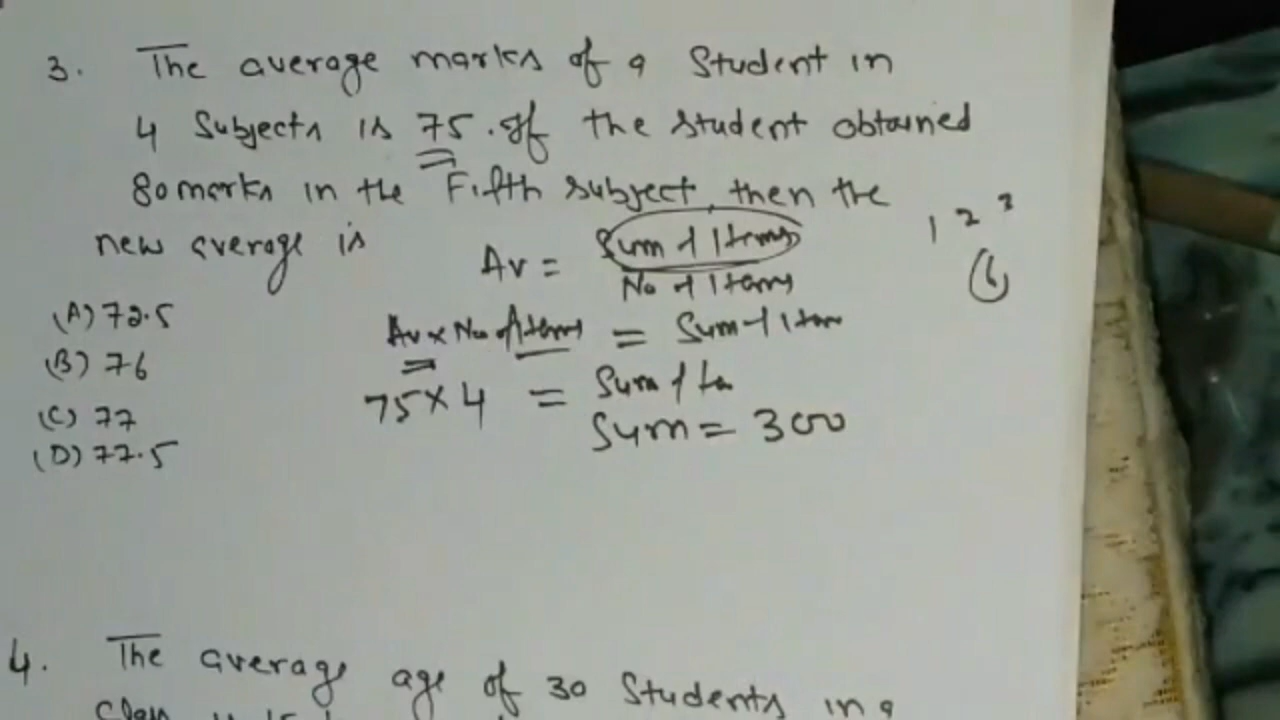 3. The average marks of a Student in
4 Subjects is 75. If the student obtained
80 marks in the Fifth subject, then the
new average is
(A) 72.5
(B) 76
(C) 77
(D) 77.5
Av = Sum of Items
No of Items
Av x No of Items = Sum of Item
75 x 4 = Sum of
Sum = 300
1 2 3
6
4. The average age of 30 Students in a
Class